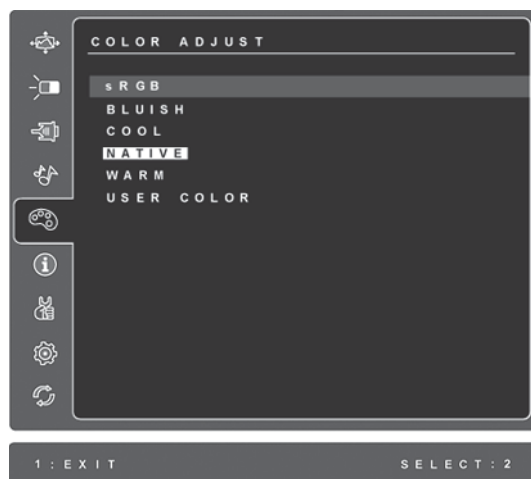 COLOR ADJUST
sRGB
BLUISH
COOL
NATIVE
WARM
USER COLOR
1:EXIT SELECT:2